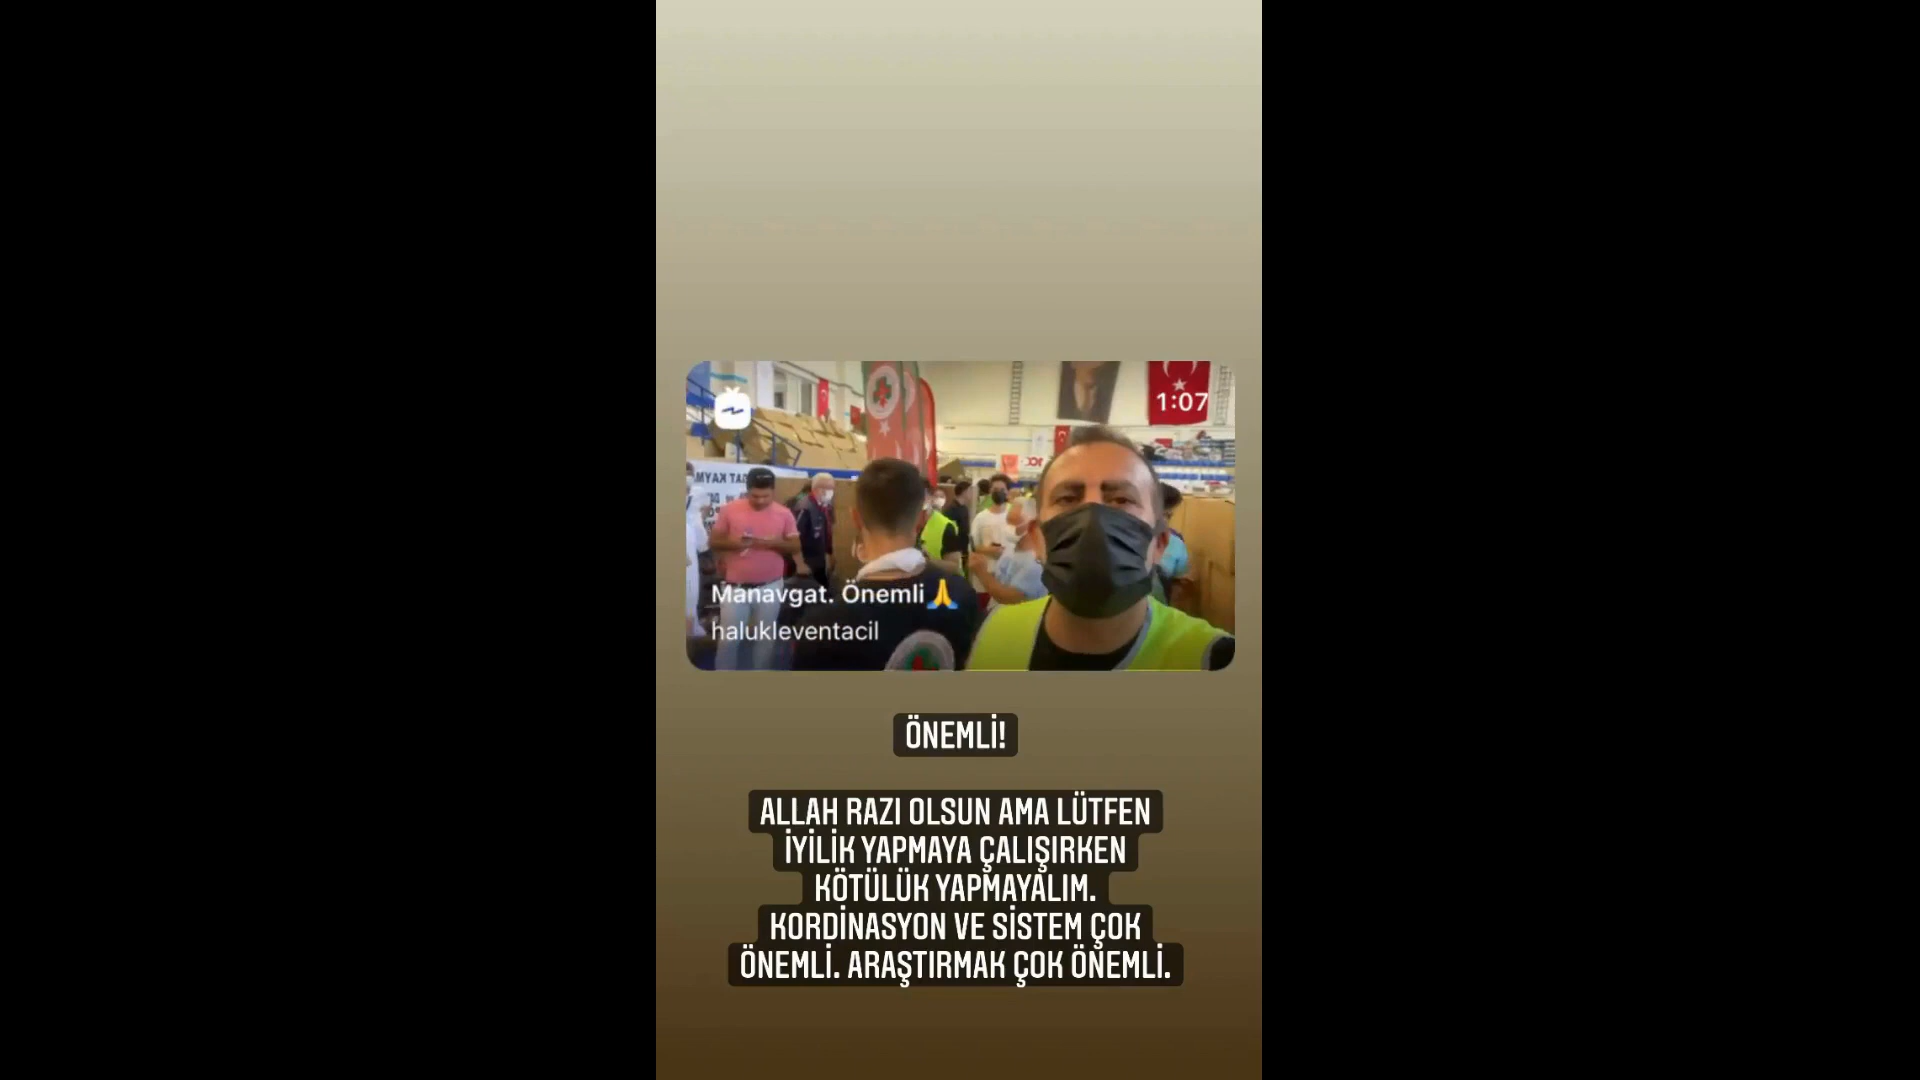 1:07
Manavgat. Önemli🙏
halukleventacil
ÖNEMLİ!
ALLAH RAZI OLSUN AMA LÜTFEN
İYİLİK YAPMAYA ÇALIŞIRKEN
KÖTÜLÜK YAPMAYALIM.
KORDİNASYON VE SİSTEM ÇOK
ÖNEMLİ. ARAŞTIRMAK ÇOK ÖNEMLİ.